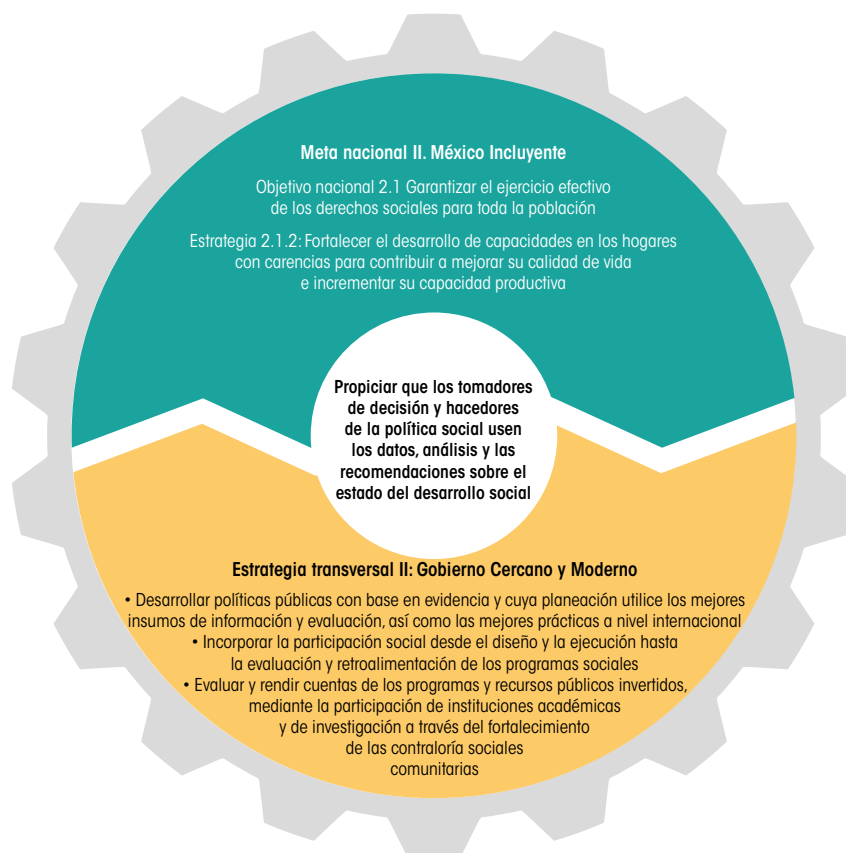 Meta nacional II. México Incluyente
Objetivo nacional 2.1 Garantizar el ejercicio efectivo
de los derechos sociales para toda la población
Estrategia 2.1.2: Fortalecer el desarrollo de capacidades en los hogares
con carencias para contribuir a mejorar su calidad de vida
e incrementar su capacidad productiva
Propiciar que los tomadores
de decisión y hacedores
de la política social usen
los datos, análisis y las
recomendaciones sobre el
estado del desarrollo social
Estrategia transversal II: Gobierno Cercano y Moderno
• Desarrollar políticas públicas con base en evidencia y cuya planeación utilice los mejores
insumos de información y evaluación, así como las mejores prácticas a nivel internacional
• Incorporar la participación social desde el diseño y la ejecución hasta
la evaluación y retroalimentación de los programas sociales
• Evaluar y rendir cuentas de los programas y recursos públicos invertidos,
mediante la participación de instituciones académicas
y de investigación a través del fortalecimiento
de las contraloría sociales
comunitarias